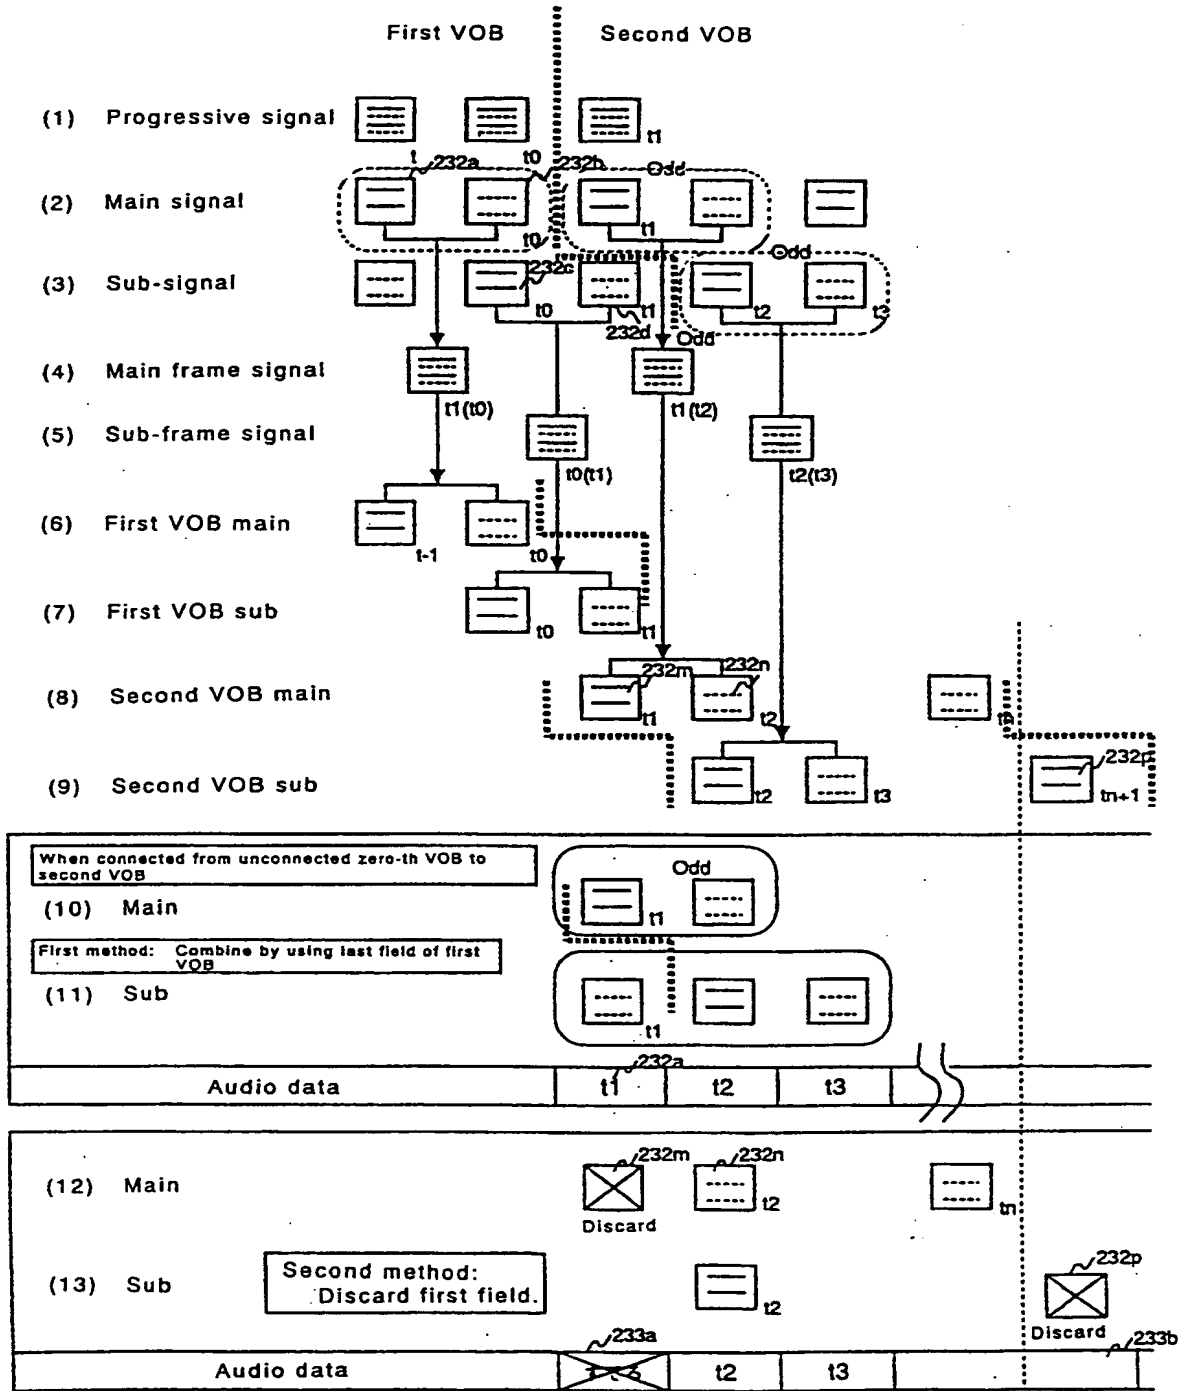 First VOB Second VOB
(1) Progressive signal
t1
t 232a t0 232b Odd
(2) Main signal
t0 t1
Odd
(3) Sub-signal
232c
t0 t1 t2 t3
232d Odd
(4) Main frame signal
t1(t0) t1(t2)
(5) Sub-frame signal
t0(t1) t2(t3)
(6) First VOB main
t-1 t0
(7) First VOB sub
t0 t1
232m 232n
(8) Second VOB main
t1 t2
232p
(9) Second VOB sub
t2 t3 tn+1
When connected from unconnected zero-th VOB to
second VOB
Odd
(10) Main
t1
First method: Combine by using last field of first
VOB
(11) Sub
t1
232a
Audio data t1 t2 t3
232m 232n
(12) Main
t2 tn
Discard
232p
(13) Sub
Second method:
Discard first field.
t2
Discard
233a 233b
Audio data t2 t3